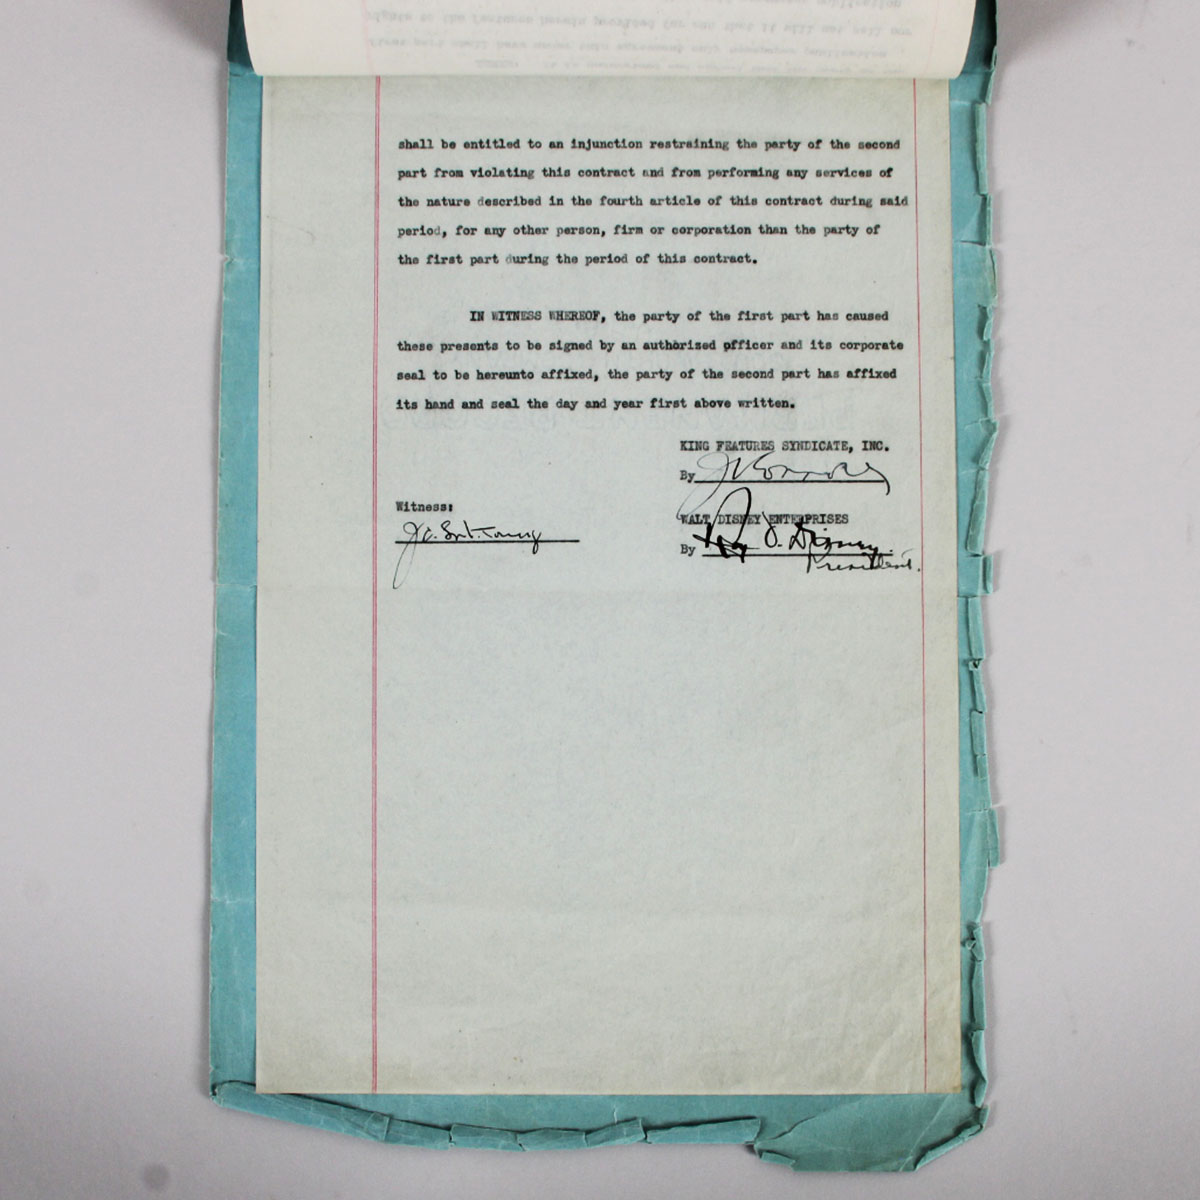 shall be entitled to an injunction restraining the party of the second
part from violating this contract and from performing any services of
the nature described in the fourth article of this contract during said
period, for any other person, firm or corporation than the party of
the first part during the period of this contract.
IN WITNESS WHEREOF, the party of the first part has caused
these presents to be signed by an authorized officer and its corporate
seal to be hereunto affixed, the party of the second part has affixed
its hand and seal the day and year first above written.
KING FEATURES SYNDICATE, INC.
By
Witness:
WALT DISNEY ENTERPRISES
By Roy O. Disney.
President.